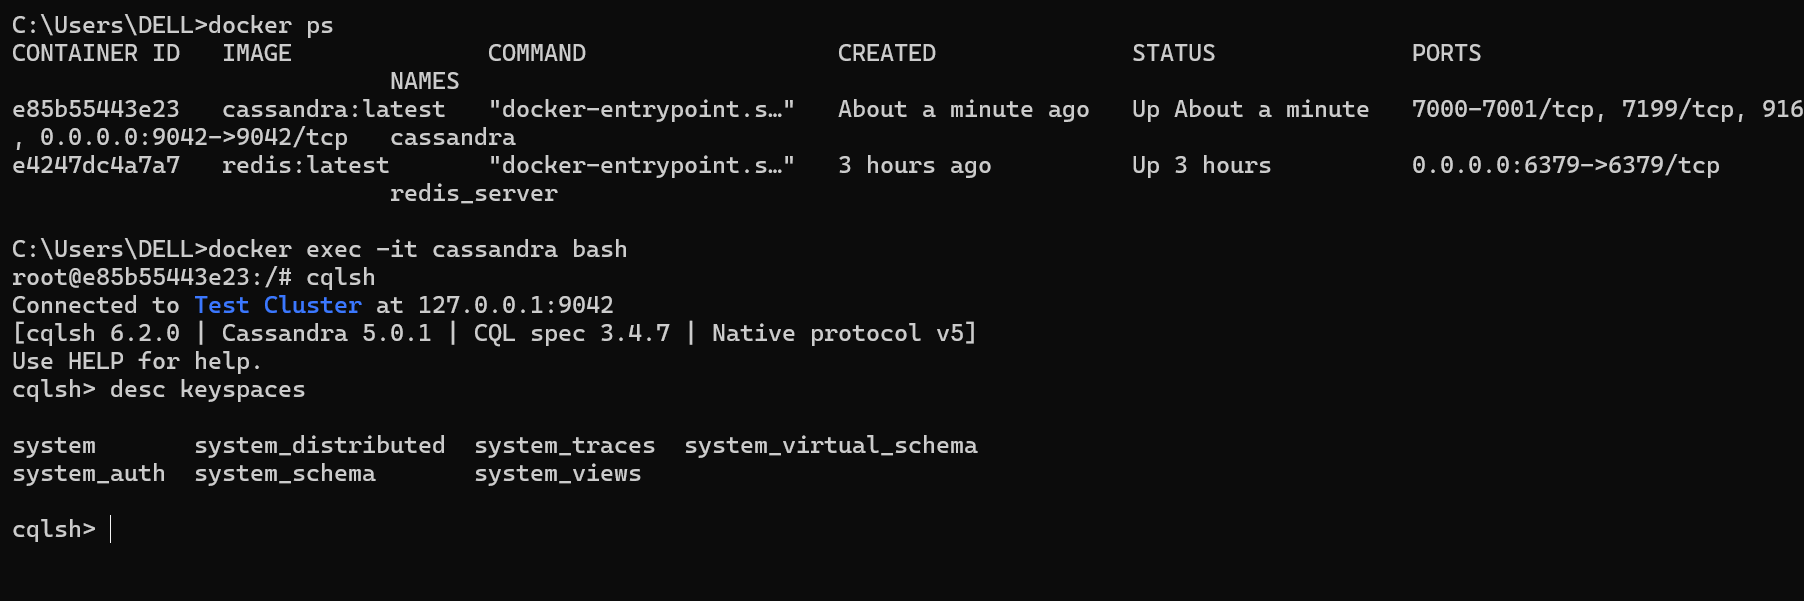 C:\Users\DELL>docker ps
CONTAINER ID   IMAGE              COMMAND                  CREATED              STATUS              PORTS
                           NAMES
e85b55443e23   cassandra:latest   "docker-entrypoint.s…"   About a minute ago   Up About a minute   7000-7001/tcp, 7199/tcp, 916
, 0.0.0.0:9042->9042/tcp   cassandra
e4247dc4a7a7   redis:latest       "docker-entrypoint.s…"   3 hours ago          Up 3 hours          0.0.0.0:6379->6379/tcp
                           redis_server
C:\Users\DELL>docker exec -it cassandra bash
root@e85b55443e23:/# cqlsh
Connected to Test Cluster at 127.0.0.1:9042
[cqlsh 6.2.0 | Cassandra 5.0.1 | CQL spec 3.4.7 | Native protocol v5]
Use HELP for help.
cqlsh> desc keyspaces
system       system_distributed  system_traces  system_virtual_schema
system_auth  system_schema       system_views
cqlsh>